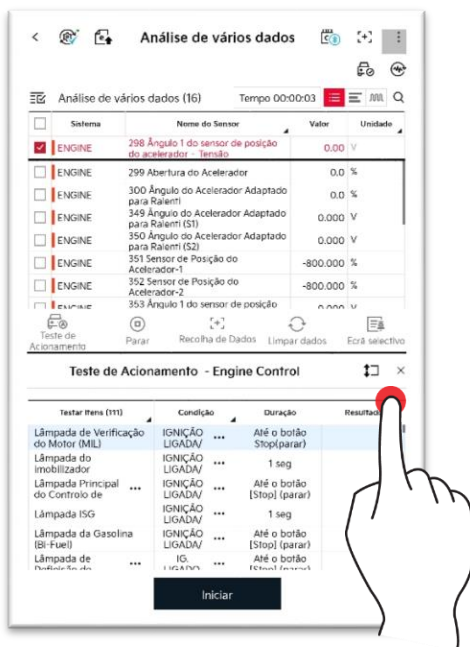 Análise de vários dados
Análise de vários dados (16) Tempo 00:00:03
Sistema Nome do Sensor Valor Unidade
ENGINE 298 Ângulo 1 do sensor de posição do acelerador - Tensão 0.00 V
ENGINE 299 Abertura do Acelerador 0.0 %
ENGINE 300 Ângulo do Acelerador Adaptado para Ralenti 0.0 %
ENGINE 349 Ângulo do Acelerador Adaptado para Ralenti (S1) 0.000 V
ENGINE 350 Ângulo do Acelerador Adaptado para Ralenti (S2) 0.000 V
ENGINE 351 Sensor de Posição do Acelerador-1 -800.000 %
ENGINE 352 Sensor de Posição do Acelerador-2 -800.000 %
ENGINE 353 Ângulo 1 do sensor de posição 0.000 V
Teste de Acionamento Parar Recolha de Dados Limpar dados Ecrã selectivo
Teste de Acionamento - Engine Control
Testar Itens (111) Condição Duração
Lâmpada de Verificação do Motor (MIL) IGNIÇÃO LIGADA/ ••• Até o botão Stop(parar)
Lâmpada do Imobilizador IGNIÇÃO LIGADA/ ••• 1 seg
Lâmpada Principal do Controlo de ••• IGNIÇÃO LIGADA/ ••• Até o botão [Stop] (parar)
Lâmpada ISG IGNIÇÃO LIGADA/ ••• 1 seg
Lâmpada da Gasolina (BI-Fuel) IGNIÇÃO LIGADA/ ••• Até o botão [Stop] (parar)
Lâmpada de ••• IG. ••• Até o botão
Iniciar